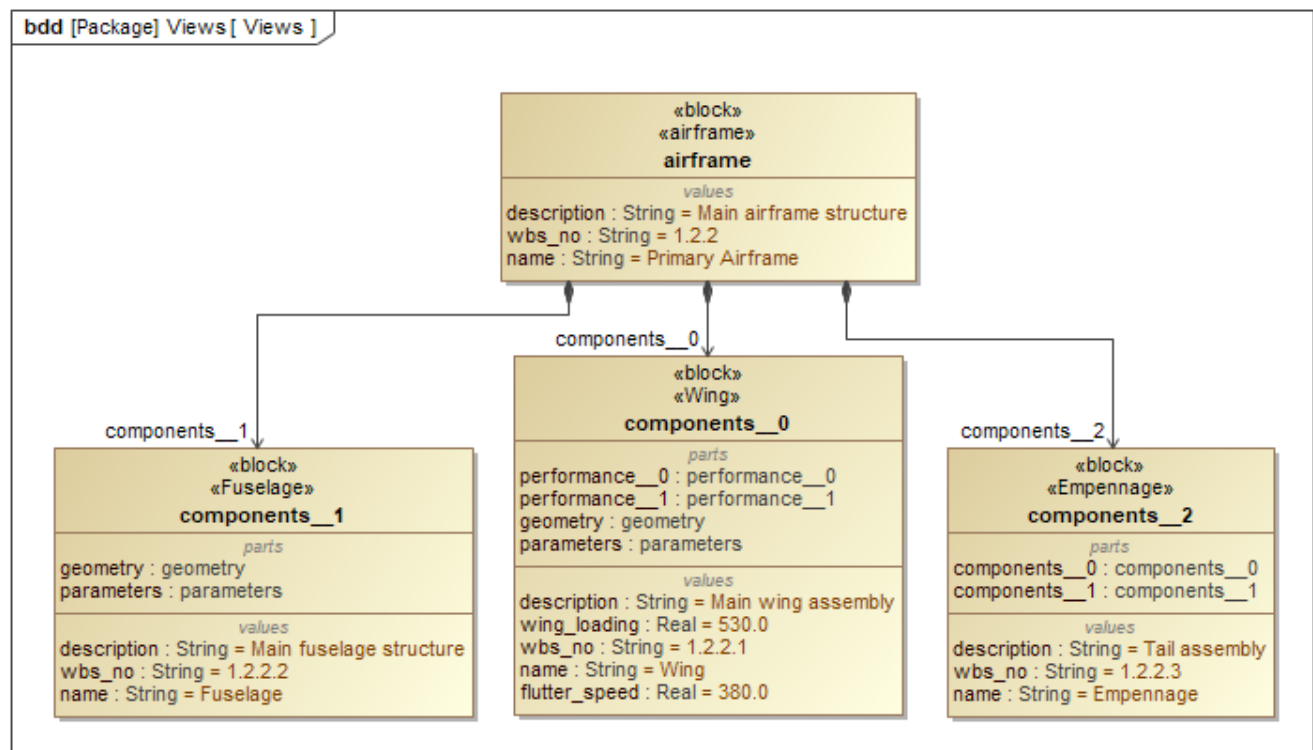 bdd [Package] Views [ Views ]
«block»
«airframe»
airframe
values
description : String = Main airframe structure
wbs_no : String = 1.2.2
name : String = Primary Airframe
components__1
components__0
components__2
«block»
«Fuselage»
components__1
parts
geometry : geometry
parameters : parameters
values
description : String = Main fuselage structure
wbs_no : String = 1.2.2.2
name : String = Fuselage
«block»
«Wing»
components__0
parts
performance__0 : performance__0
performance__1 : performance__1
geometry : geometry
parameters : parameters
values
description : String = Main wing assembly
wing_loading : Real = 530.0
wbs_no : String = 1.2.2.1
name : String = Wing
flutter_speed : Real = 380.0
«block»
«Empennage»
components__2
parts
components__0 : components__0
components__1 : components__1
values
description : String = Tail assembly
wbs_no : String = 1.2.2.3
name : String = Empennage